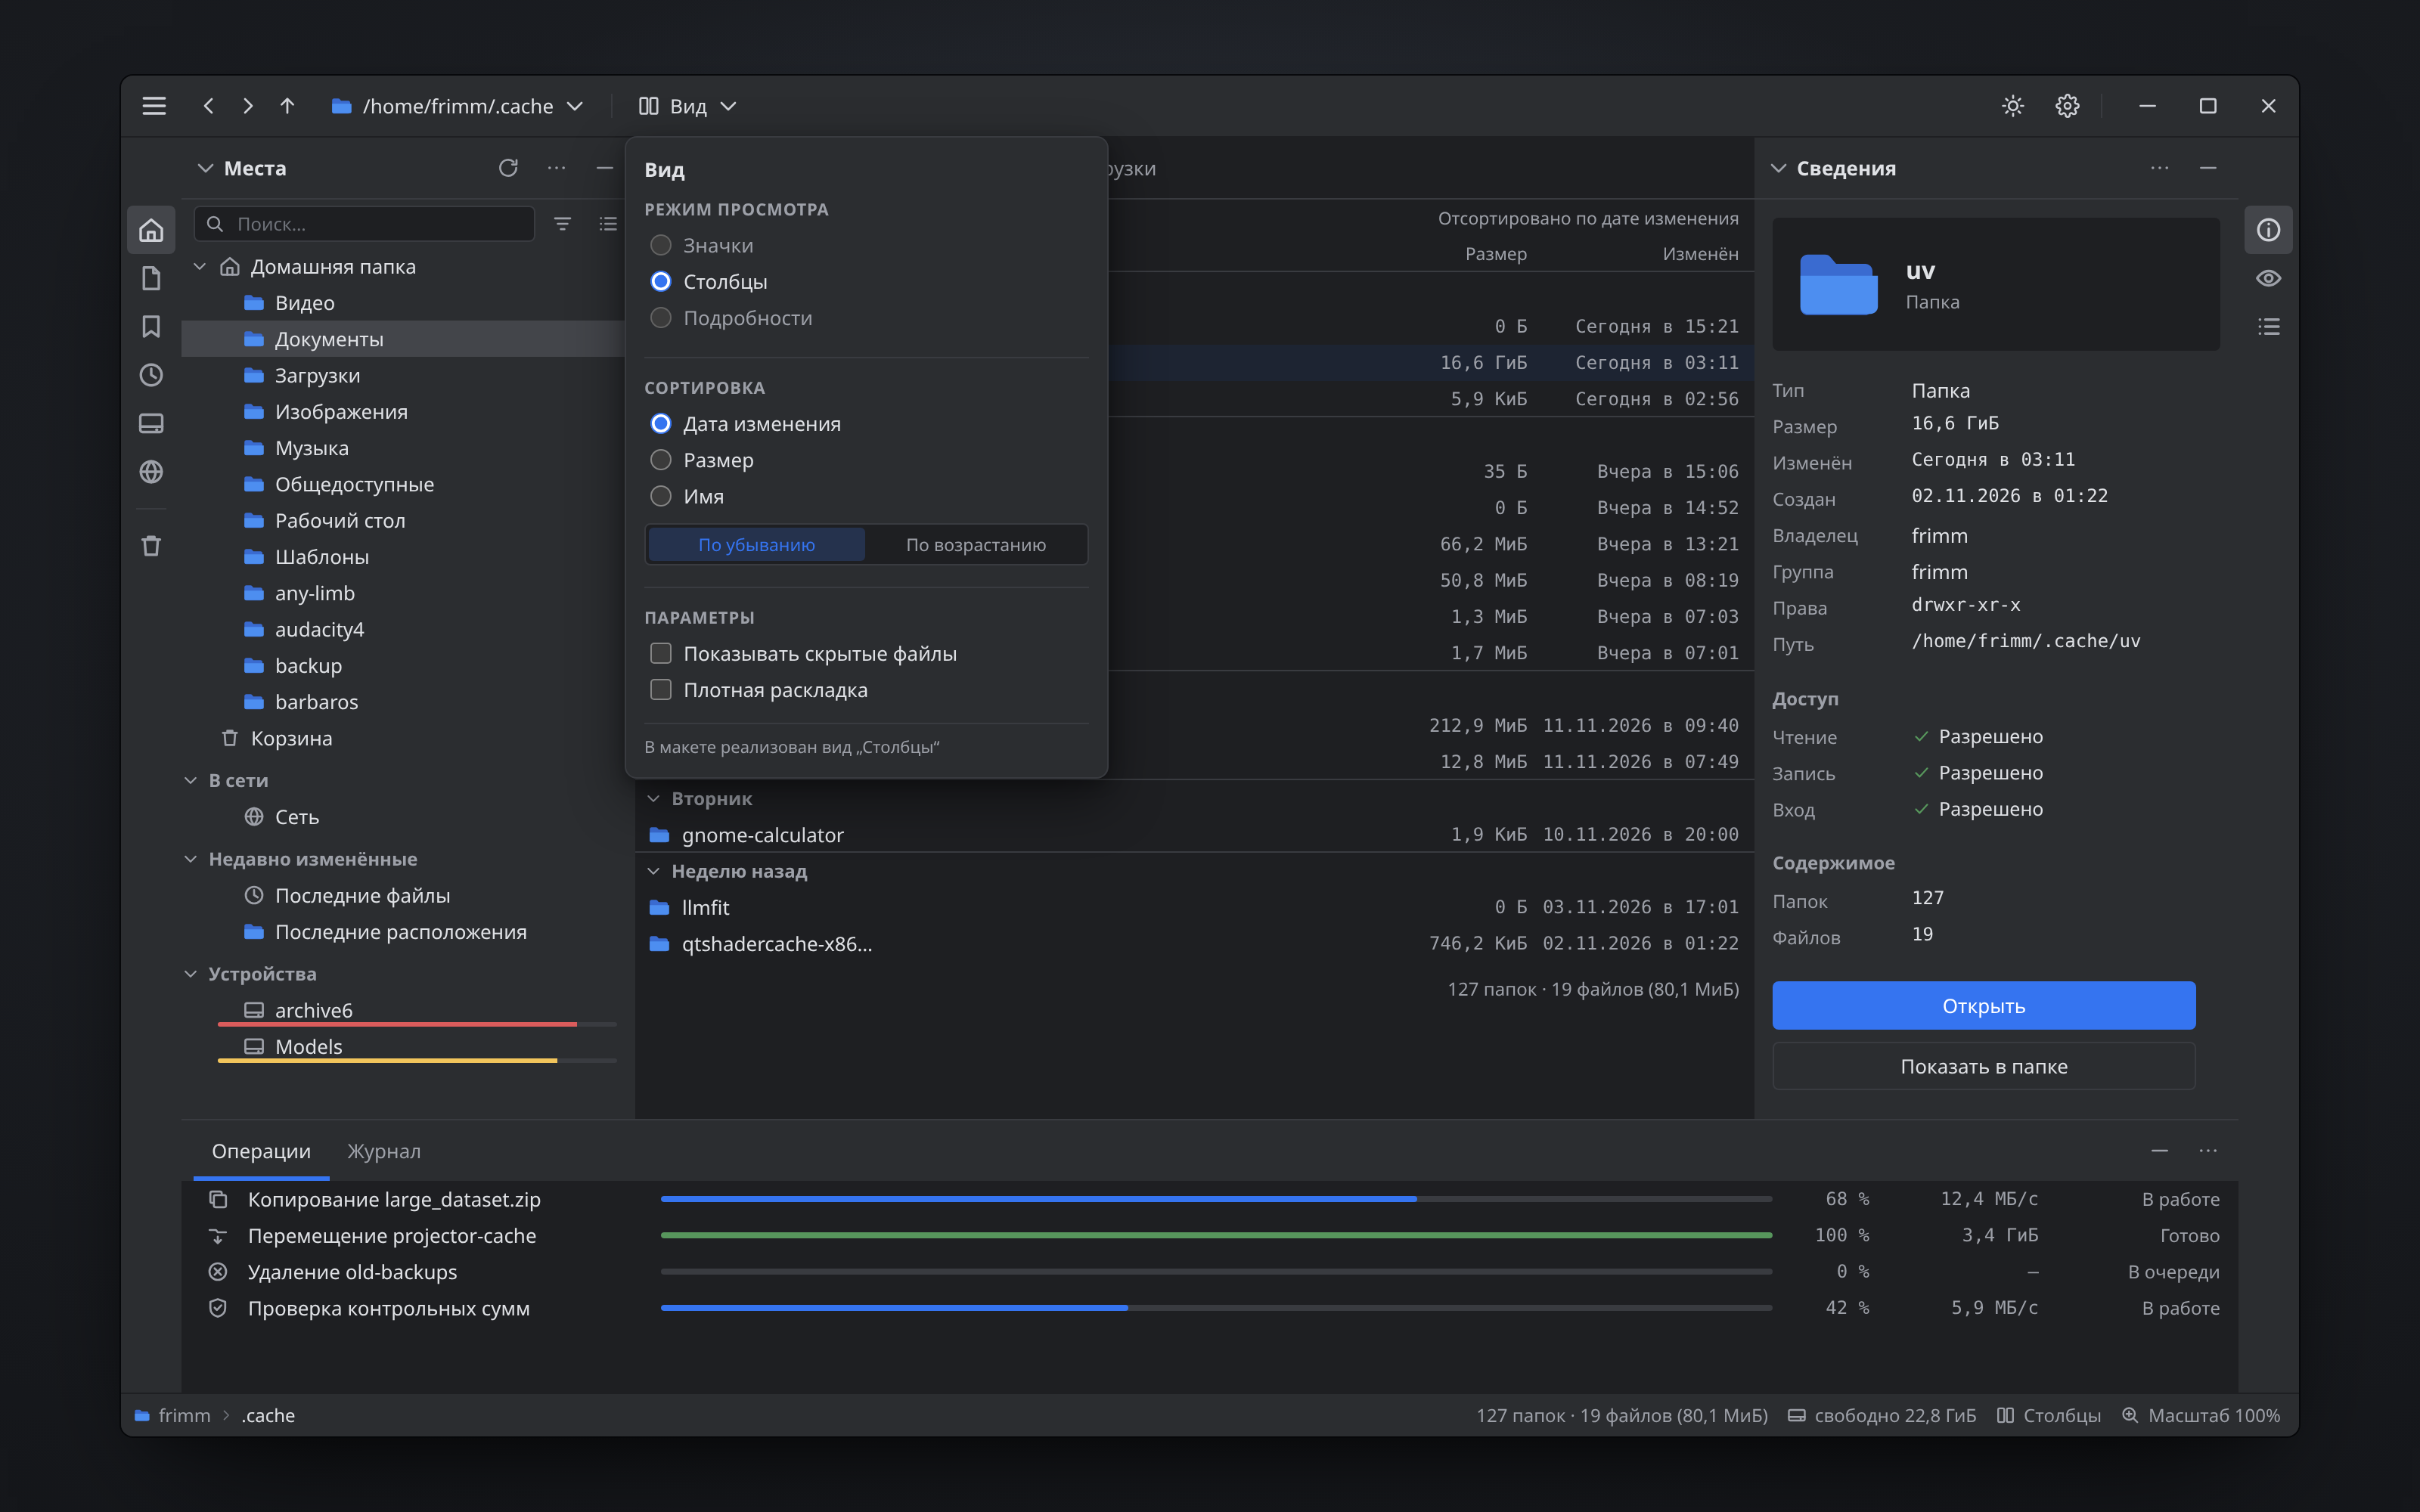 /home/frimm/.cache
Вид
Места
Поиск...
Домашняя папка
Видео
Документы
Загрузки
Изображения
Музыка
Общедоступные
Рабочий стол
Шаблоны
any-limb
audacity4
backup
barbaros
Корзина
В сети
Сеть
Недавно изменённые
Последние файлы
Последние расположения
Устройства
archive6
Models
Вид
РЕЖИМ ПРОСМОТРА
Значки
Столбцы
Подробности
СОРТИРОВКА
Дата изменения
Размер
Имя
По убыванию По возрастанию
ПАРАМЕТРЫ
Показывать скрытые файлы
Плотная раскладка
В макете реализован вид „Столбцы“
Отсортировано по дате изменения
Размер Изменён
0 Б Сегодня в 15:21
16,6 ГиБ Сегодня в 03:11
5,9 КиБ Сегодня в 02:56
35 Б Вчера в 15:06
0 Б Вчера в 14:52
66,2 МиБ Вчера в 13:21
50,8 МиБ Вчера в 08:19
1,3 МиБ Вчера в 07:03
1,7 МиБ Вчера в 07:01
212,9 МиБ 11.11.2026 в 09:40
12,8 МиБ 11.11.2026 в 07:49
Вторник
gnome-calculator 1,9 КиБ 10.11.2026 в 20:00
Неделю назад
llmfit 0 Б 03.11.2026 в 17:01
qtshadercache-x86... 746,2 КиБ 02.11.2026 в 01:22
127 папок · 19 файлов (80,1 МиБ)
Сведения
uv
Папка
Тип Папка
Размер 16,6 ГиБ
Изменён Сегодня в 03:11
Создан 02.11.2026 в 01:22
Владелец frimm
Группа frimm
Права drwxr-xr-x
Путь /home/frimm/.cache/uv
Доступ
Чтение Разрешено
Запись Разрешено
Вход Разрешено
Содержимое
Папок 127
Файлов 19
Открыть
Показать в папке
Операции Журнал
Копирование large_dataset.zip 68 % 12,4 МБ/с В работе
Перемещение projector-cache 100 % 3,4 ГиБ Готово
Удаление old-backups 0 % — В очереди
Проверка контрольных сумм 42 % 5,9 МБ/с В работе
frimm .cache
127 папок · 19 файлов (80,1 МиБ) свободно 22,8 ГиБ Столбцы Масштаб 100%